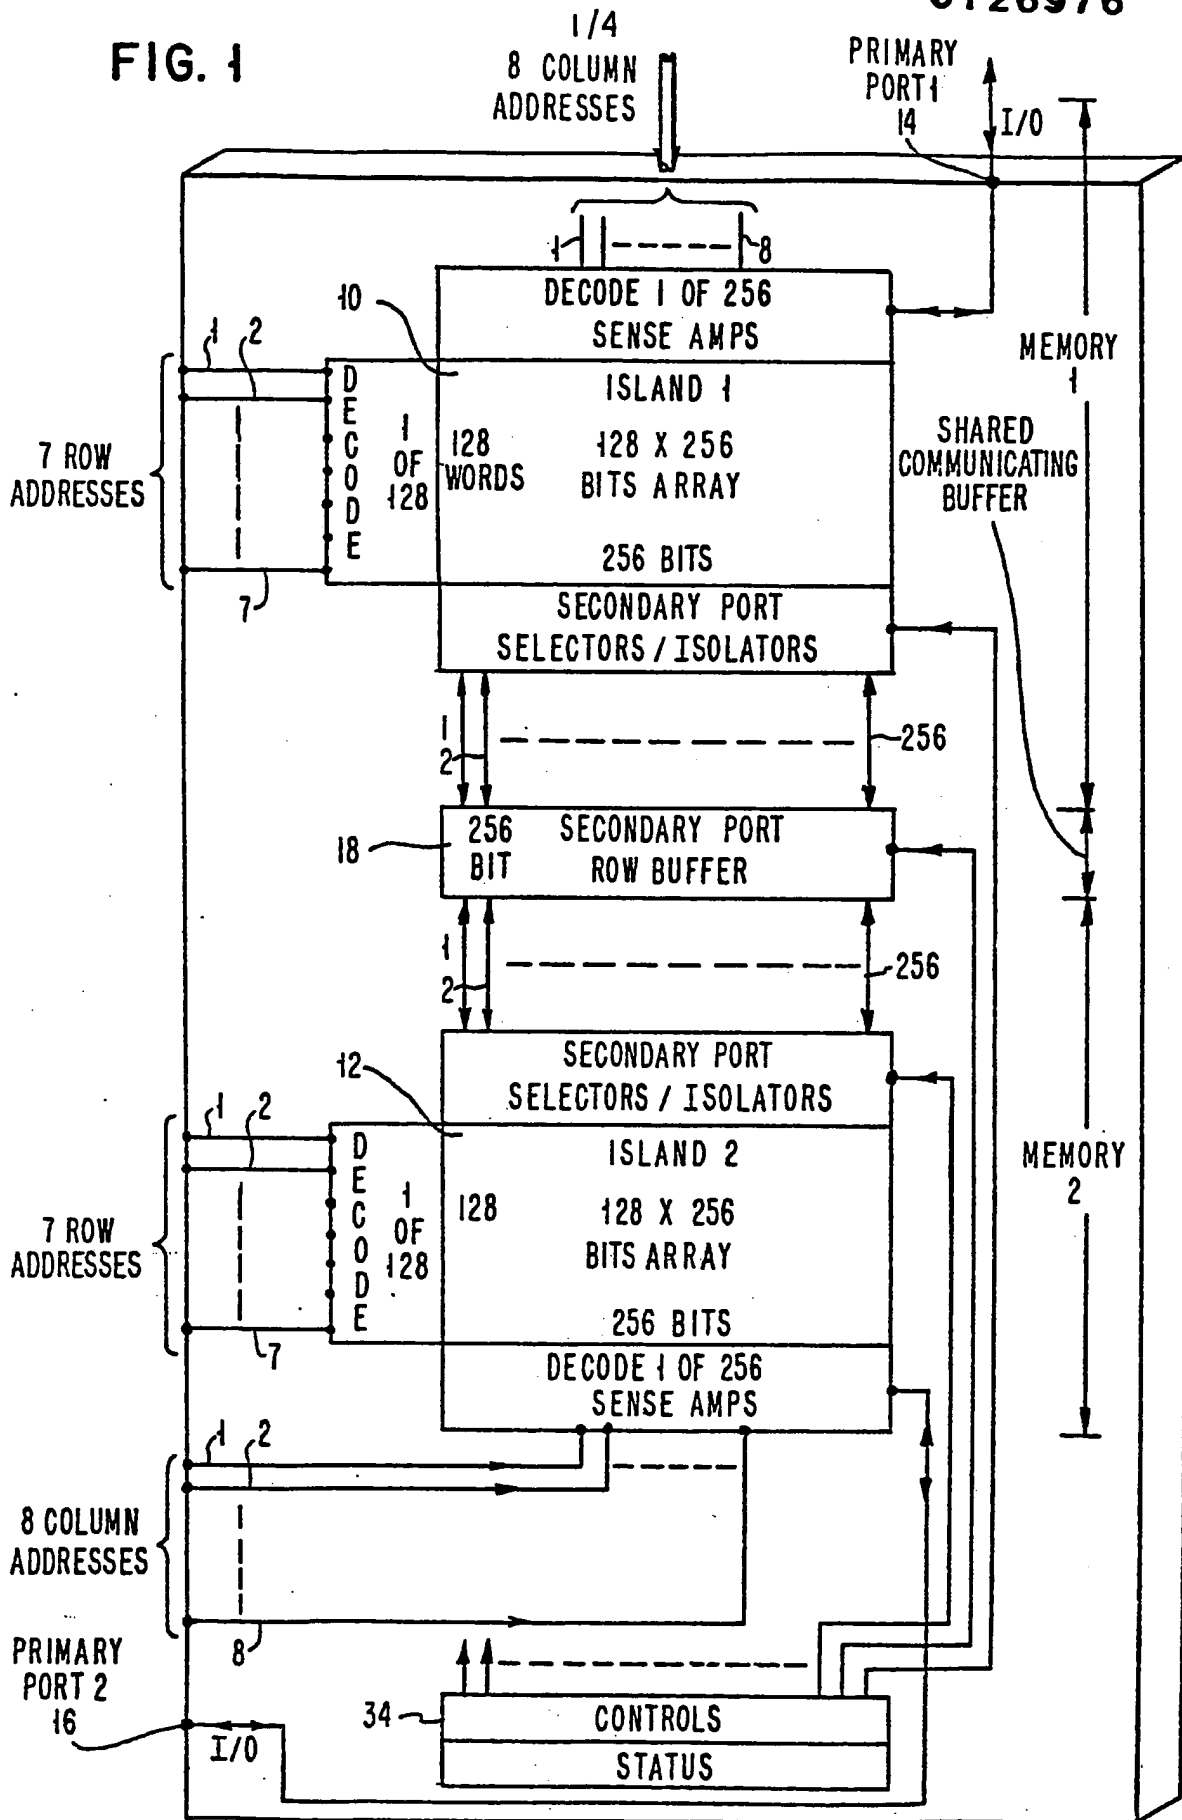 FIG. 1
1/4
8 COLUMN
ADDRESSES
PRIMARY
PORT 1
14
I/O
1
8
DECODE 1 OF 256
SENSE AMPS
10
1
2
7 ROW
ADDRESSES
7
DECODE
1
OF
128
128
WORDS
ISLAND 1
128 X 256
BITS ARRAY
256 BITS
MEMORY
1
SHARED
COMMUNICATING
BUFFER
SECONDARY PORT
SELECTORS / ISOLATORS
1
2
256
18
256
BIT
SECONDARY PORT
ROW BUFFER
1
2
256
12
SECONDARY PORT
SELECTORS / ISOLATORS
1
2
7 ROW
ADDRESSES
7
DECODE
1
OF
128
128
ISLAND 2
128 X 256
BITS ARRAY
256 BITS
MEMORY
2
DECODE 1 OF 256
SENSE AMPS
1
2
8 COLUMN
ADDRESSES
8
PRIMARY
PORT 2
16
I/O
34
CONTROLS
STATUS